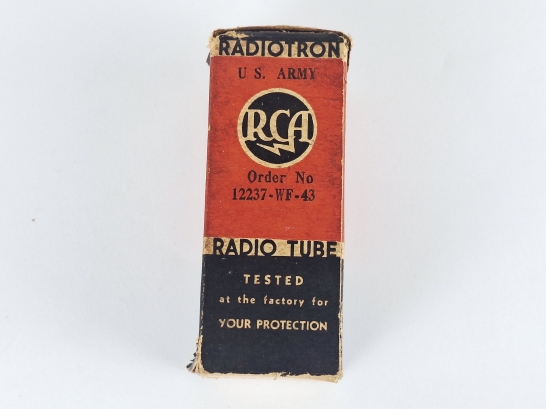 RADIOTRON
U S. ARMY
RCA
Order No
12237-WF-43
RADIO TUBE
TESTED
at the factory for
YOUR PROTECTION